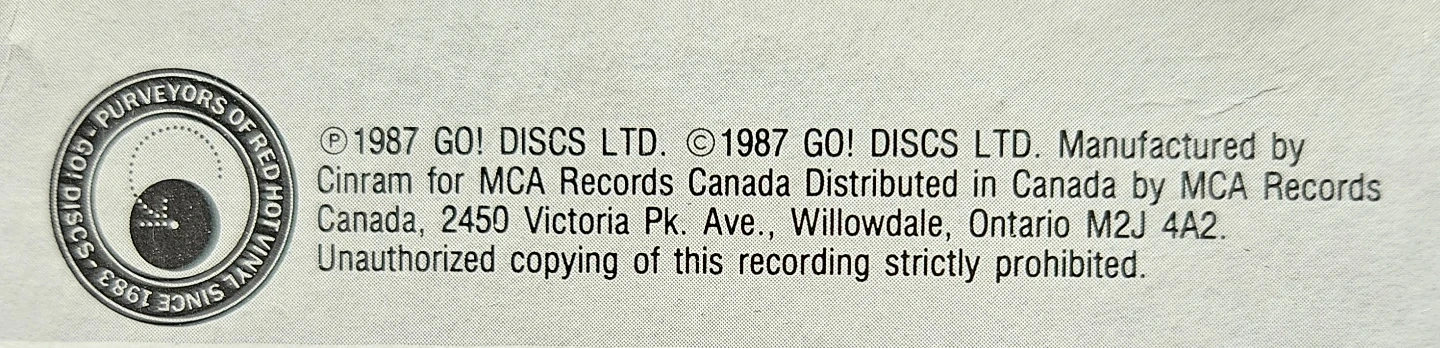 GO! DISCS · PURVEYORS OF RED HOT VINYL SINCE 1983 ·
Ⓟ1987 GO! DISCS LTD. ©1987 GO! DISCS LTD. Manufactured by
Cinram for MCA Records Canada Distributed in Canada by MCA Records
Canada, 2450 Victoria Pk. Ave., Willowdale, Ontario M2J 4A2.
Unauthorized copying of this recording strictly prohibited.